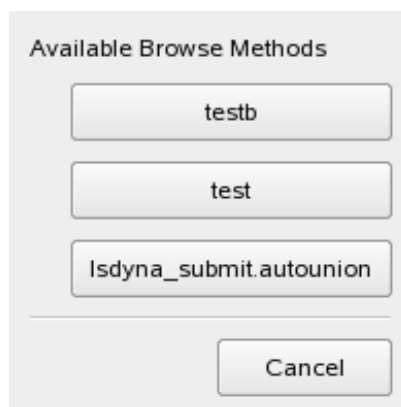 Available Browse Methods
testb
test
lsdyna_submit.autounion
Cancel